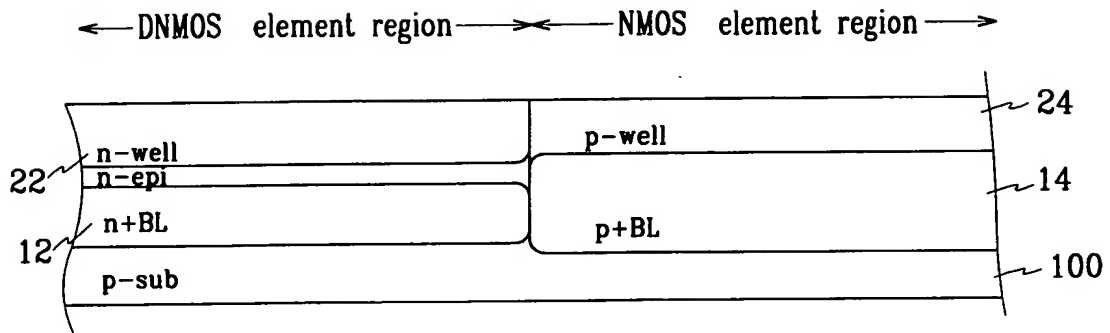 DNMOS element region NMOS element region
24
p-well
n-well
22
n-epi
14
n+BL
p+BL
12
100
p-sub